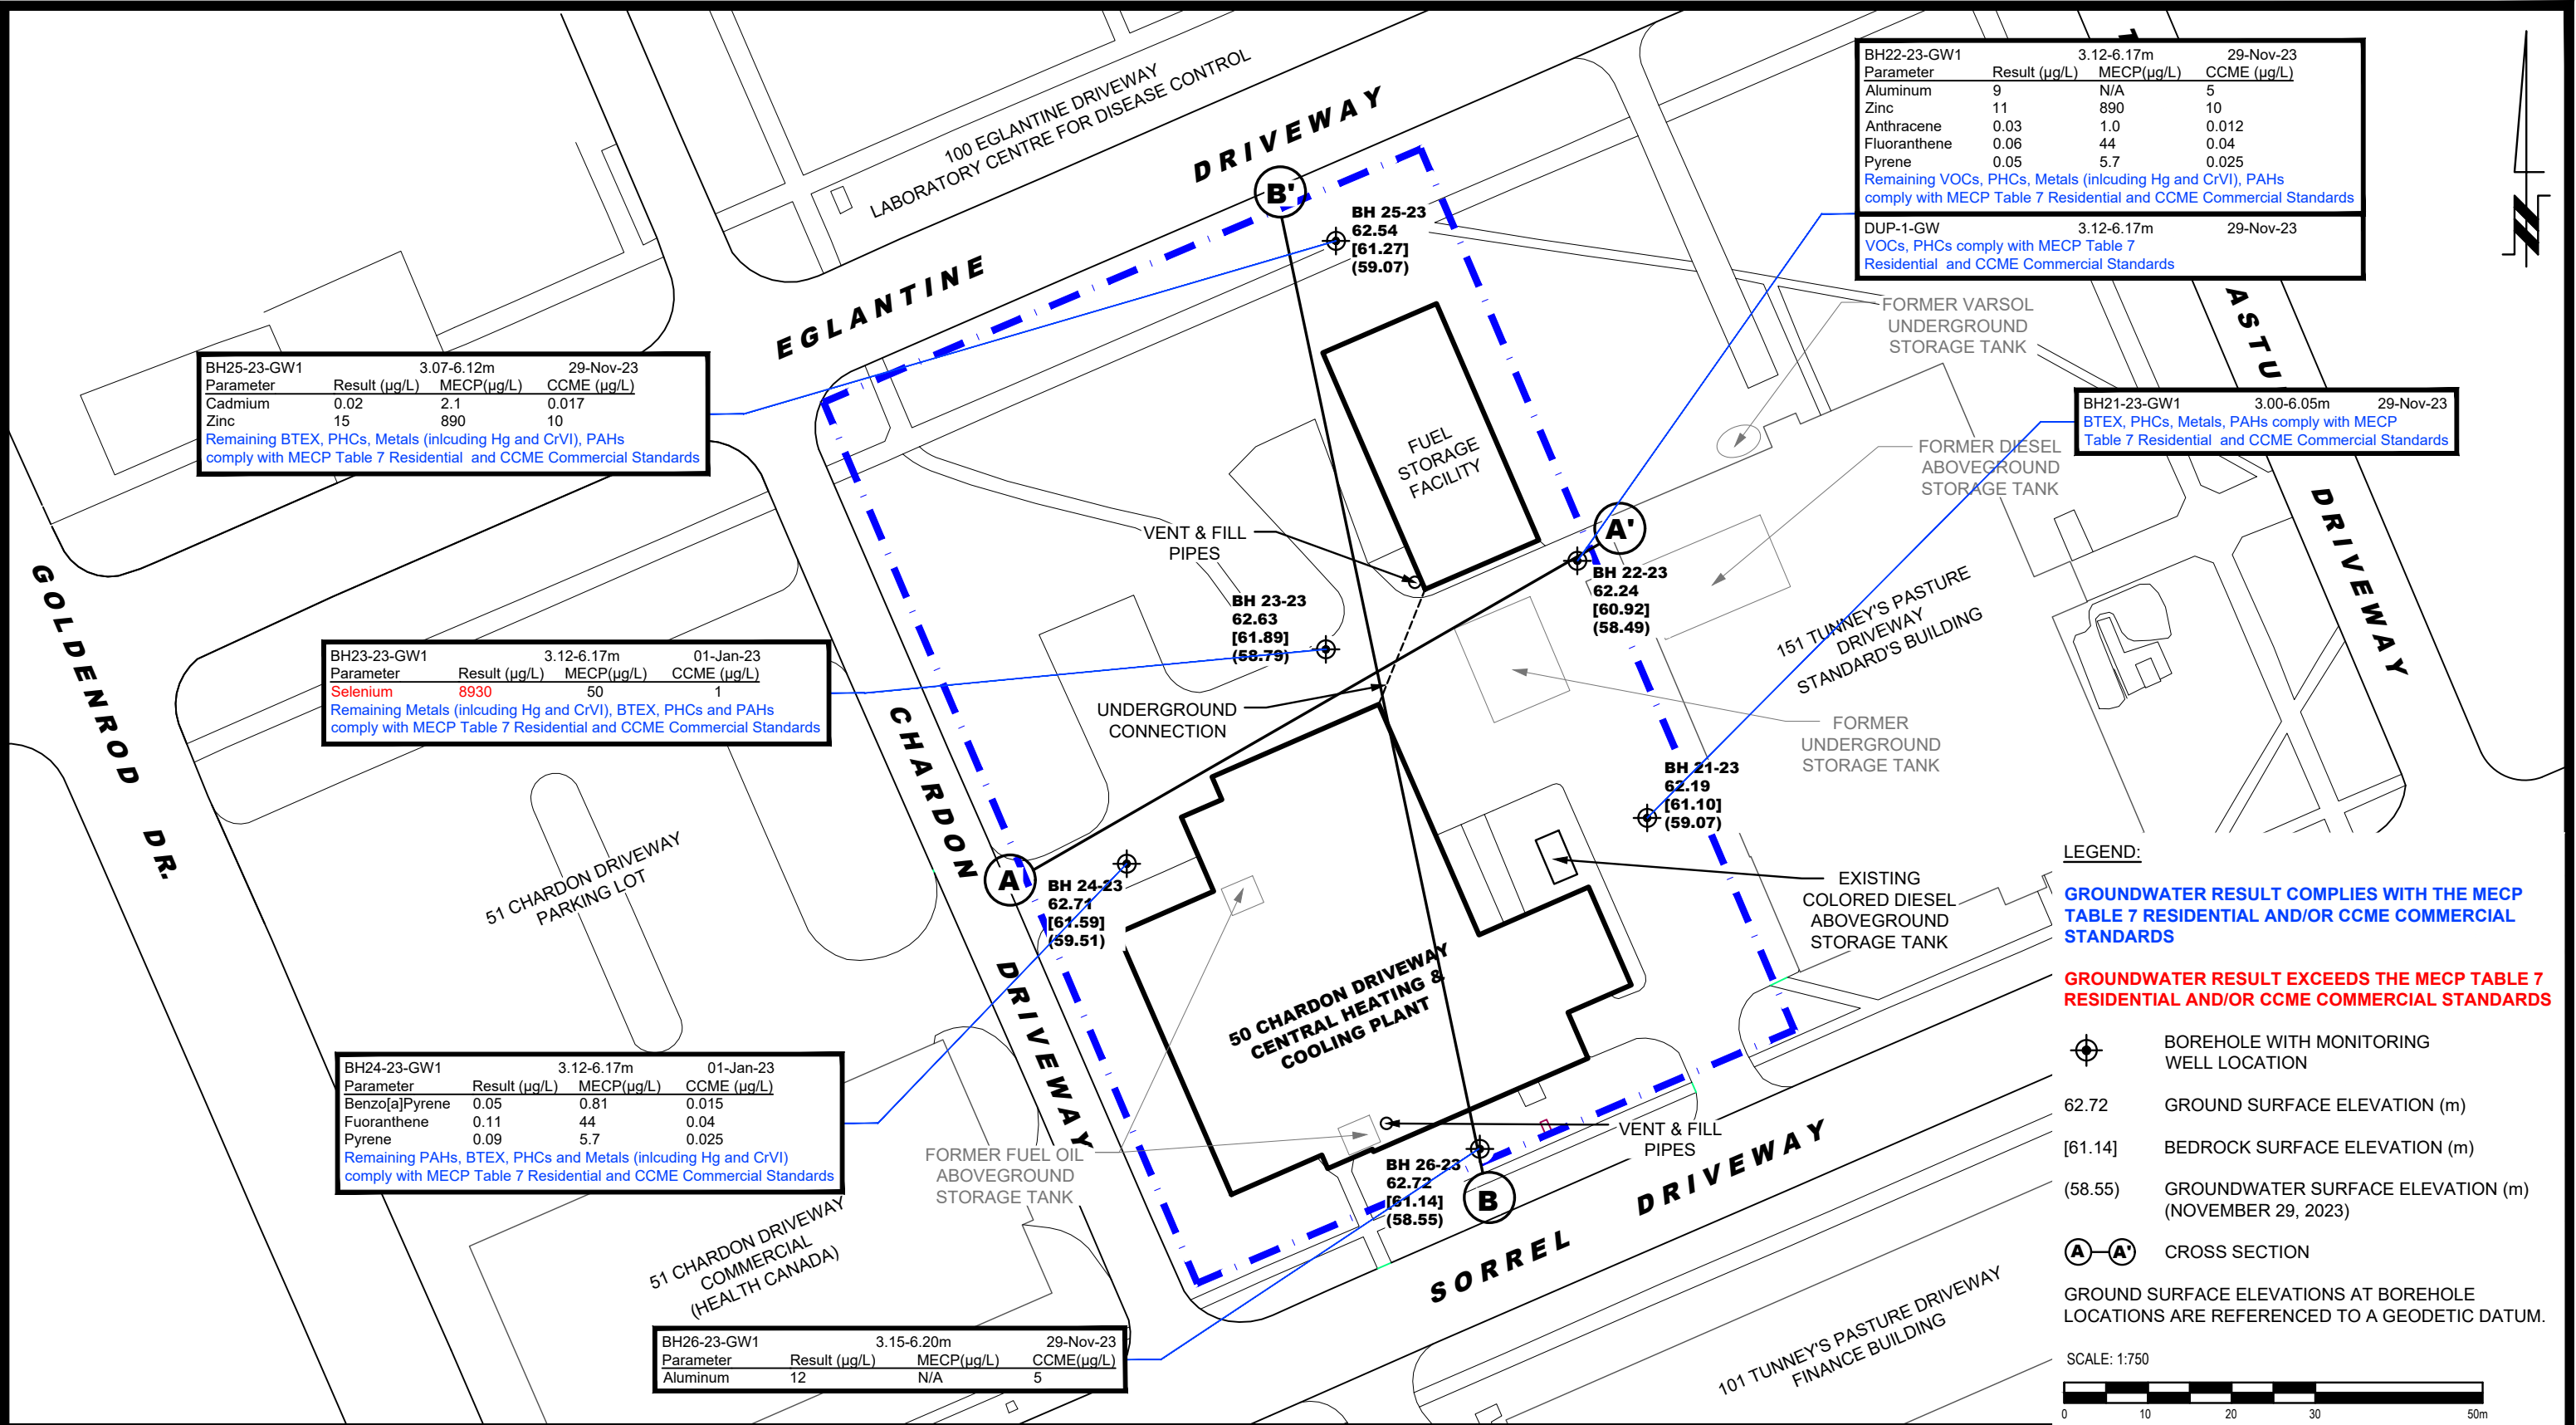 100 EGLANTINE DRIVEWAY
LABORATORY CENTRE FOR DISEASE CONTROL
EGLANTINE DRIVEWAY
B'
BH 25-23
62.54
[61.27]
(59.07)
BH22-23-GW1 3.12-6.17m 29-Nov-23
Parameter Result (µg/L) MECP(µg/L) CCME (µg/L)
Aluminum 9 N/A 5
Zinc 11 890 10
Anthracene 0.03 1.0 0.012
Fluoranthene 0.06 44 0.04
Pyrene 0.05 5.7 0.025
Remaining VOCs, PHCs, Metals (inlcuding Hg and CrVI), PAHs
comply with MECP Table 7 Residential and CCME Commercial Standards
DUP-1-GW 3.12-6.17m 29-Nov-23
VOCs, PHCs comply with MECP Table 7
Residential and CCME Commercial Standards
FORMER VARSOL
UNDERGROUND
STORAGE TANK
ASTU
DRIVEWAY
BH25-23-GW1 3.07-6.12m 29-Nov-23
Parameter Result (µg/L) MECP(µg/L) CCME (µg/L)
Cadmium 0.02 2.1 0.017
Zinc 15 890 10
Remaining BTEX, PHCs, Metals (inlcuding Hg and CrVI), PAHs
comply with MECP Table 7 Residential and CCME Commercial Standards
BH21-23-GW1 3.00-6.05m 29-Nov-23
BTEX, PHCs, Metals, PAHs comply with MECP
Table 7 Residential and CCME Commercial Standards
FUEL
STORAGE
FACILITY
FORMER DIESEL
ABOVEGROUND
STORAGE TANK
VENT & FILL
PIPES
A'
BH 22-23
62.24
[60.92]
(58.49)
BH 23-23
62.63
[61.89]
(58.79)
151 TUNNEY'S PASTURE
DRIVEWAY
STANDARD'S BUILDING
GOLDENROD DR.
BH23-23-GW1 3.12-6.17m 01-Jan-23
Parameter Result (µg/L) MECP(µg/L) CCME (µg/L)
Selenium 8930 50 1
Remaining Metals (inlcuding Hg and CrVI), BTEX, PHCs and PAHs
comply with MECP Table 7 Residential and CCME Commercial Standards
UNDERGROUND
CONNECTION
FORMER
UNDERGROUND
STORAGE TANK
CHARDON DRIVEWAY
BH 21-23
62.19
[61.10]
(59.07)
51 CHARDON DRIVEWAY
PARKING LOT
A
BH 24-23
62.71
[61.59]
(59.51)
EXISTING
COLORED DIESEL
ABOVEGROUND
STORAGE TANK
50 CHARDON DRIVEWAY
CENTRAL HEATING &
COOLING PLANT
BH24-23-GW1 3.12-6.17m 01-Jan-23
Parameter Result (µg/L) MECP(µg/L) CCME (µg/L)
Benzo[a]Pyrene 0.05 0.81 0.015
Fuoranthene 0.11 44 0.04
Pyrene 0.09 5.7 0.025
Remaining PAHs, BTEX, PHCs and Metals (inlcuding Hg and CrVI)
comply with MECP Table 7 Residential and CCME Commercial Standards
FORMER FUEL OIL
ABOVEGROUND
STORAGE TANK
VENT & FILL
PIPES
BH 26-23
62.72
[61.14]
(58.55)
B
SORREL DRIVEWAY
51 CHARDON DRIVEWAY
COMMERCIAL
(HEALTH CANADA)
BH26-23-GW1 3.15-6.20m 29-Nov-23
Parameter Result (µg/L) MECP(µg/L) CCME(µg/L)
Aluminum 12 N/A 5
101 TUNNEY'S PASTURE DRIVEWAY
FINANCE BUILDING
LEGEND:
GROUNDWATER RESULT COMPLIES WITH THE MECP
TABLE 7 RESIDENTIAL AND/OR CCME COMMERCIAL
STANDARDS
GROUNDWATER RESULT EXCEEDS THE MECP TABLE 7
RESIDENTIAL AND/OR CCME COMMERCIAL STANDARDS
BOREHOLE WITH MONITORING
WELL LOCATION
62.72 GROUND SURFACE ELEVATION (m)
[61.14] BEDROCK SURFACE ELEVATION (m)
(58.55) GROUNDWATER SURFACE ELEVATION (m)
(NOVEMBER 29, 2023)
A A' CROSS SECTION
GROUND SURFACE ELEVATIONS AT BOREHOLE
LOCATIONS ARE REFERENCED TO A GEODETIC DATUM.
SCALE: 1:750
0 10 20 30 50m